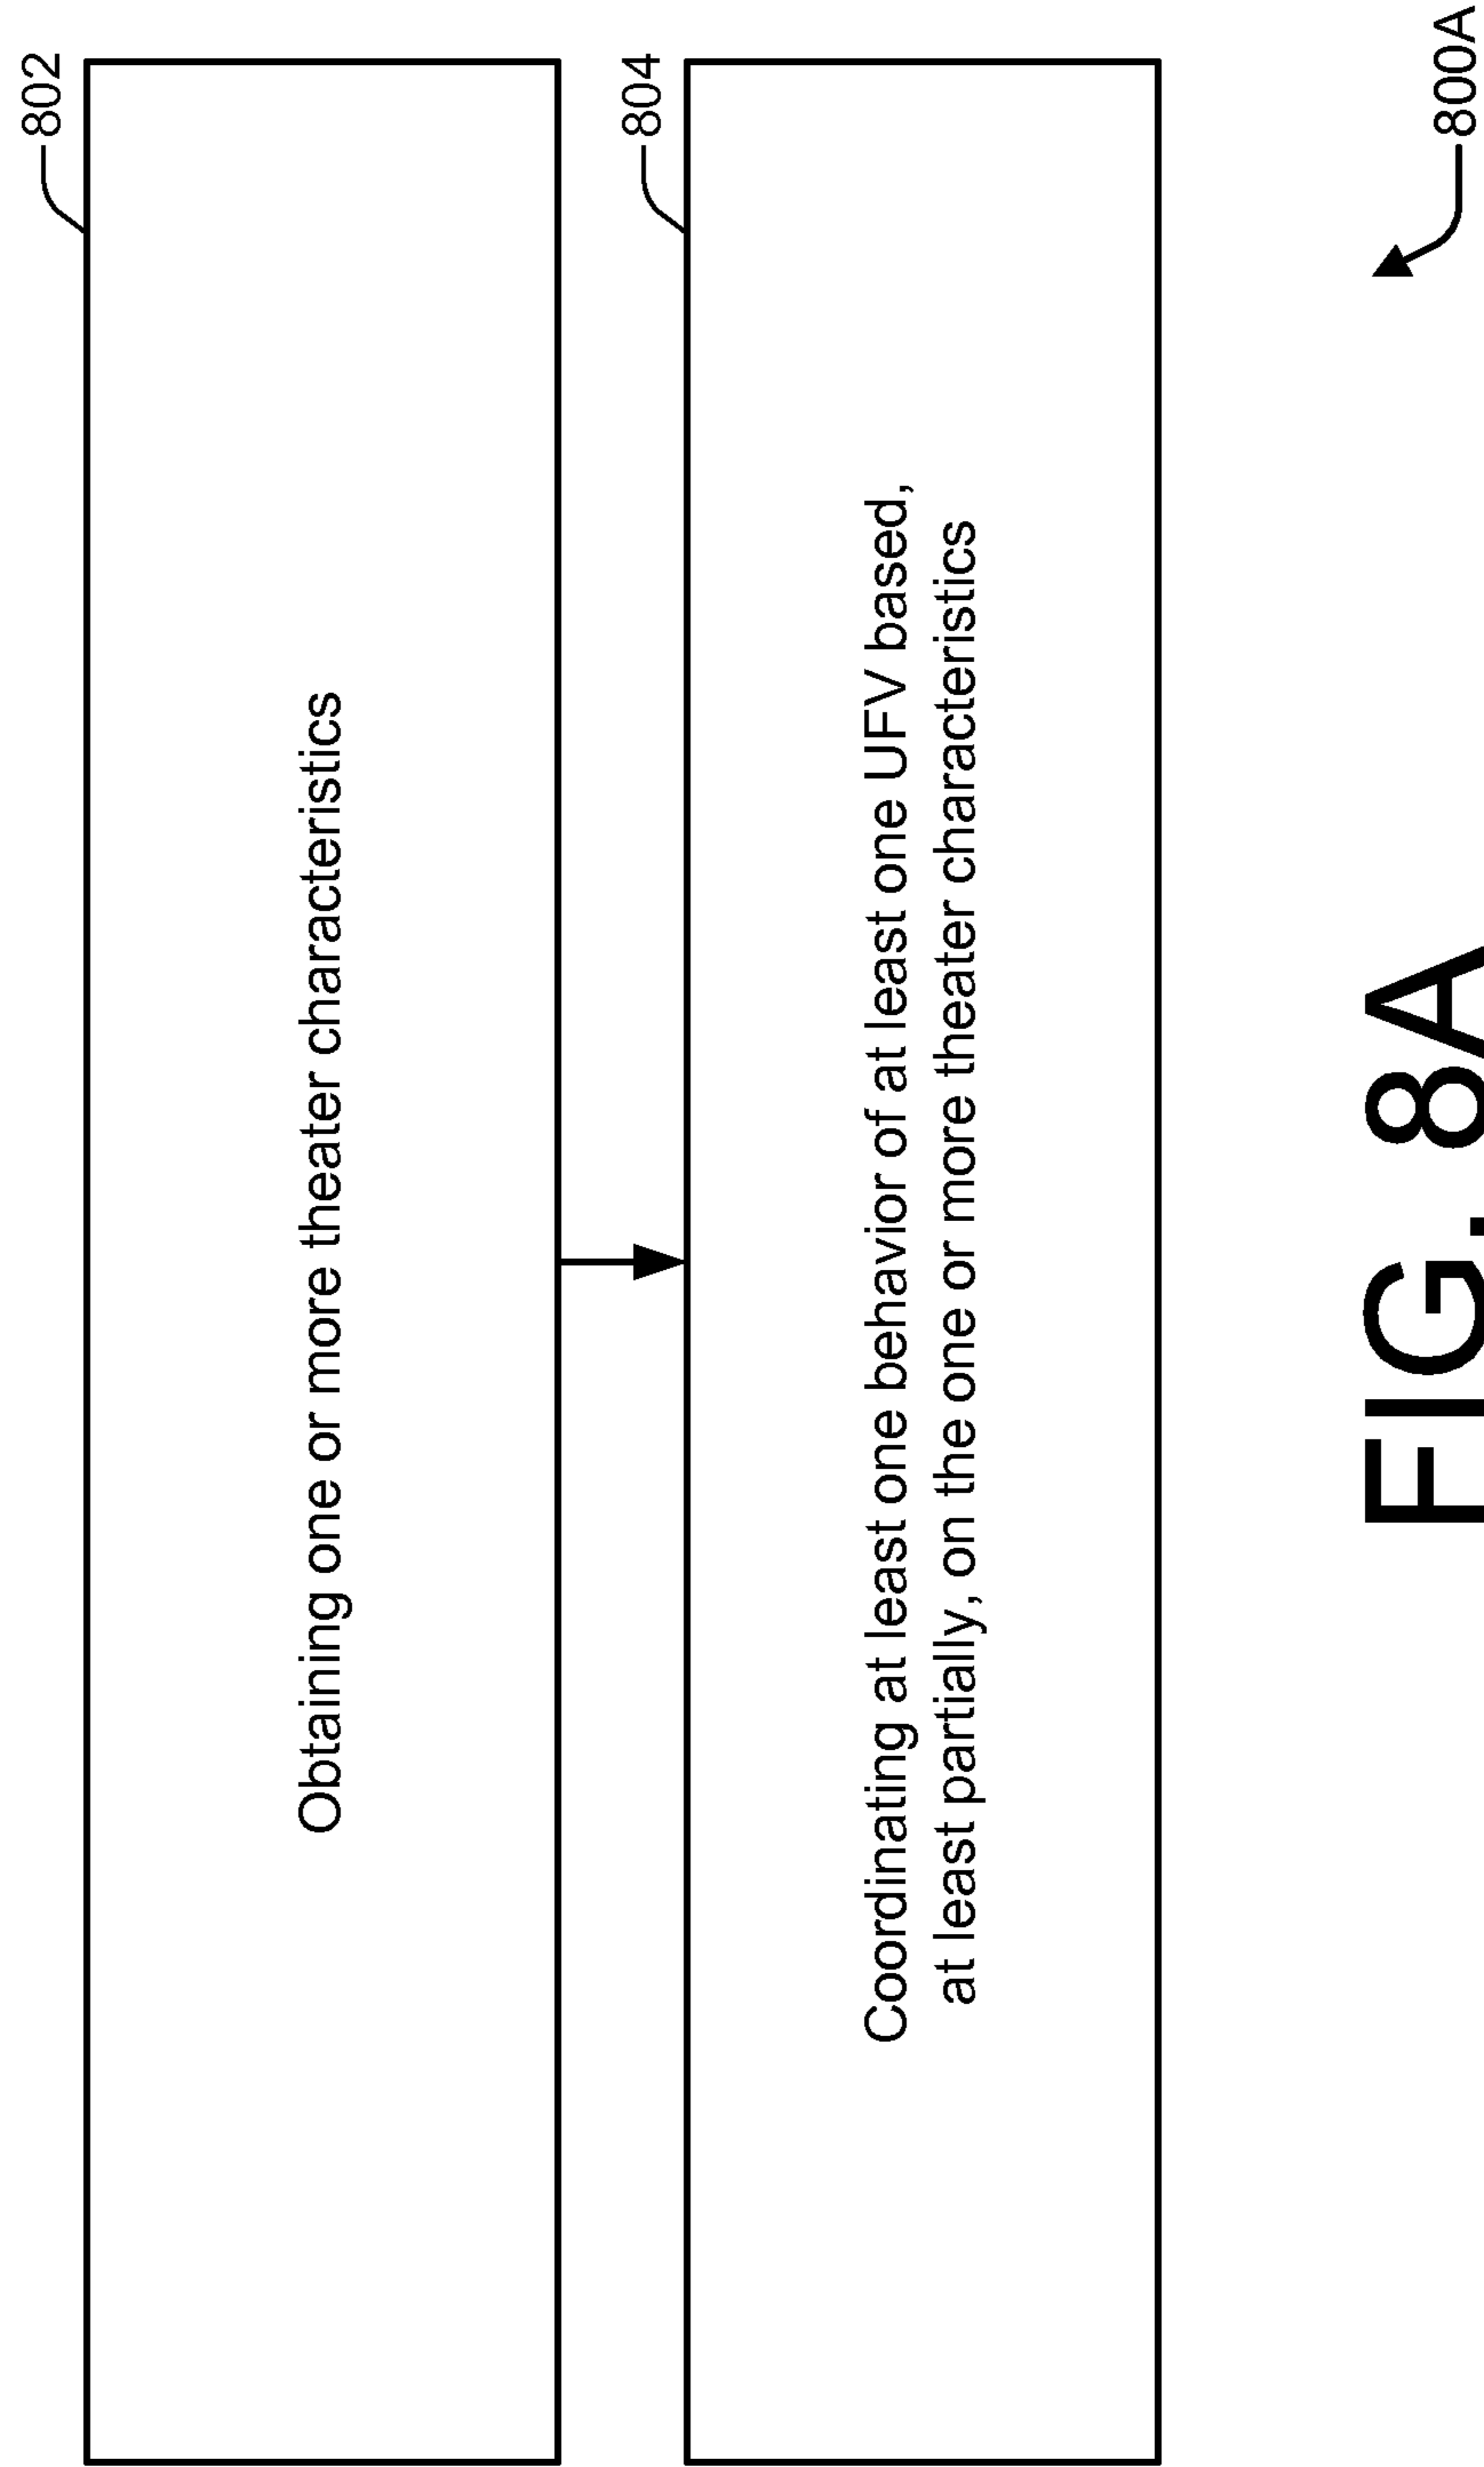 802
Obtaining one or more theater characteristics
804
Coordinating at least one behavior of at least one UFV based,
at least partially, on the one or more theater characteristics
800A
FIG. 8A